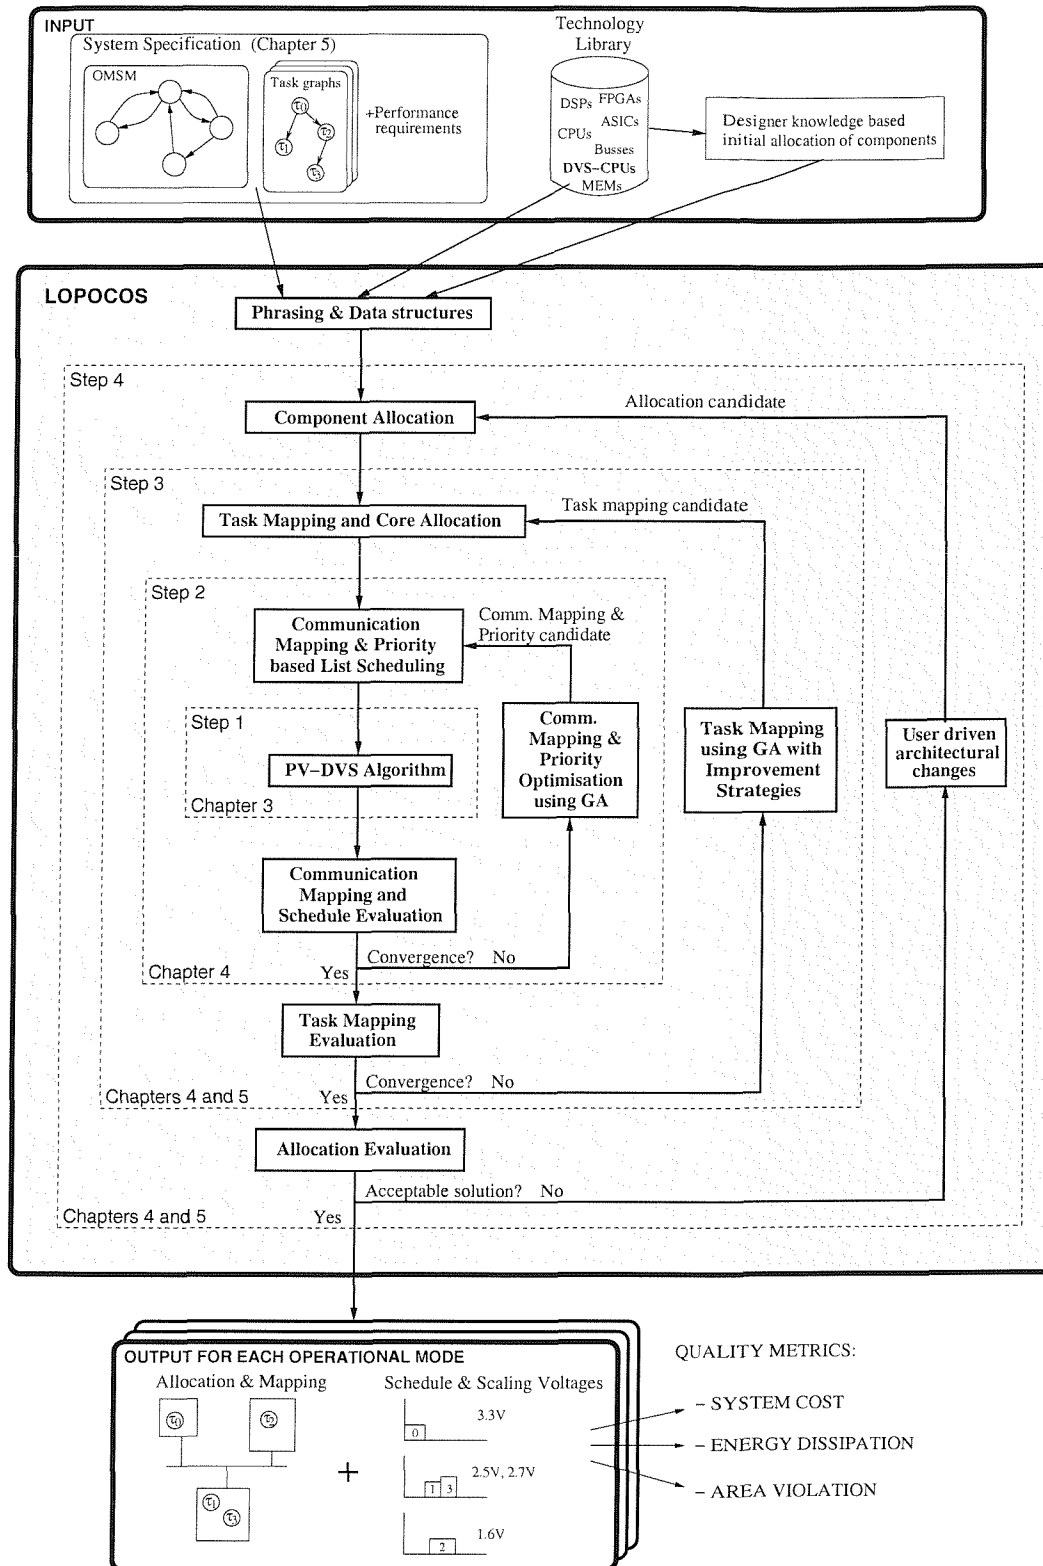 INPUT
System Specification (Chapter 5)
OMSM
Task graphs
τ0
τ2
τ1
τ3
+Performance
requirements
Technology
Library
DSPs FPGAs
ASICs
CPUs
Busses
DVS-CPUs
MEMs
Designer knowledge based
initial allocation of components
LOPOCOS
Phrasing & Data structures
Step 4
Component Allocation
Allocation candidate
Step 3
Task Mapping and Core Allocation
Task mapping candidate
Step 2
Communication
Mapping & Priority
based List Scheduling
Comm. Mapping &
Priority candidate
Step 1
PV-DVS Algorithm
Chapter 3
Comm.
Mapping &
Priority
Optimisation
using GA
Task Mapping
using GA with
Improvement
Strategies
User driven
architectural
changes
Communication
Mapping and
Schedule Evaluation
Convergence? No
Chapter 4
Yes
Task Mapping
Evaluation
Convergence? No
Chapters 4 and 5
Yes
Allocation Evaluation
Acceptable solution? No
Chapters 4 and 5
Yes
OUTPUT FOR EACH OPERATIONAL MODE
Allocation & Mapping
τ0
τ2
τ1
τ3
+
Schedule & Scaling Voltages
3.3V
0
2.5V, 2.7V
1 3
1.6V
2
QUALITY METRICS:
- SYSTEM COST
- ENERGY DISSIPATION
- AREA VIOLATION